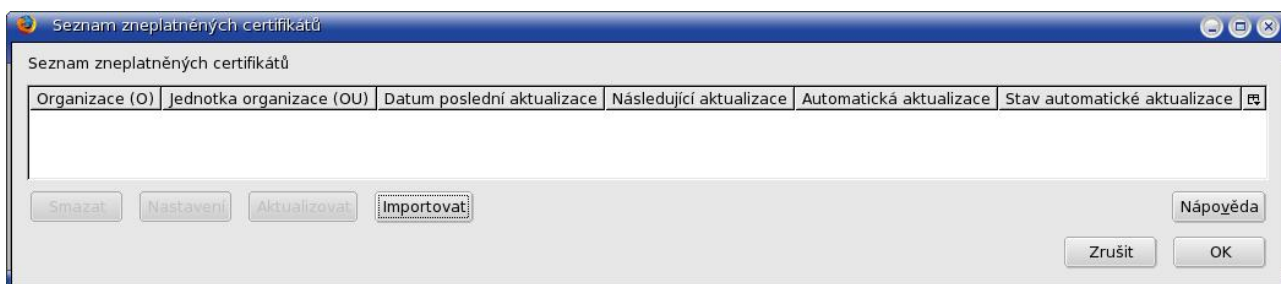 Seznam zneplatněných certifikátů
Seznam zneplatněných certifikátů
Organizace (O) Jednotka organizace (OU) Datum poslední aktualizace Následující aktualizace Automatická aktualizace Stav automatické aktualizace
Smazat Nastavení Aktualizovat Importovat Nápověda
Zrušit OK